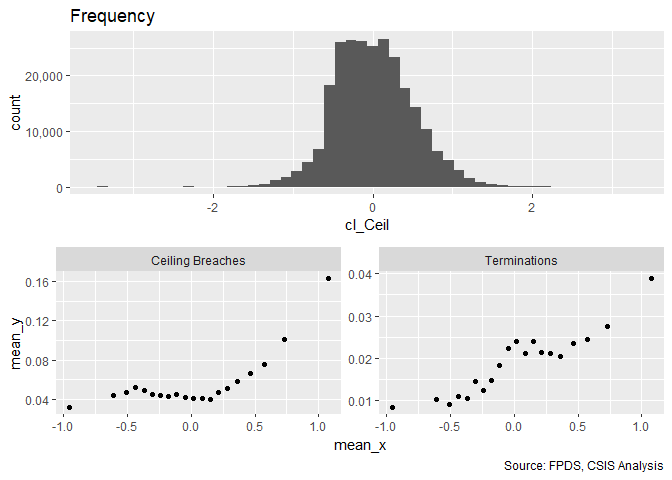 Frequency
20,000
10,000
0
count
-2
0
2
cl_Ceil
Ceiling Breaches
Terminations
0.16
0.12
0.08
0.04
mean_y
0.04
0.03
0.02
0.01
-1.0 -0.5 0.0 0.5 1.0
-1.0 -0.5 0.0 0.5 1.0
mean_x
Source: FPDS, CSIS Analysis